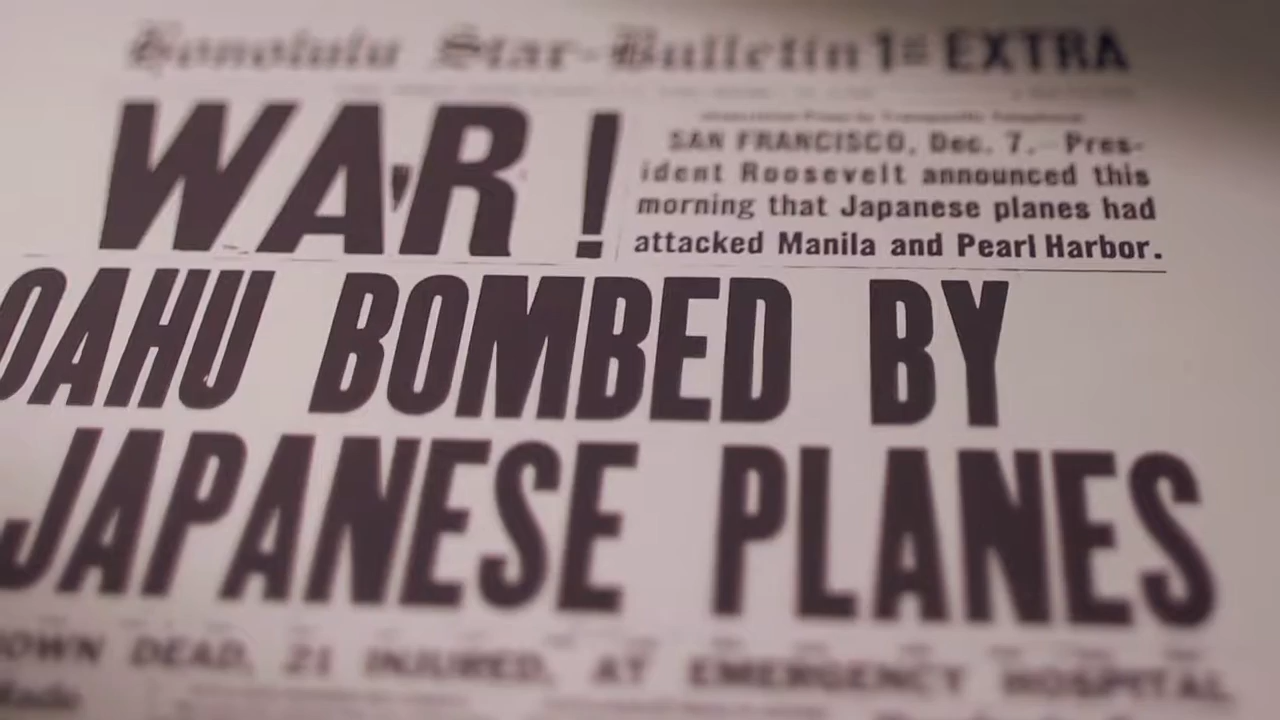 Honolulu Star-Bulletin 1st EXTRA
WAR !
SAN FRANCISCO, Dec. 7.—Pres-
ident Roosevelt announced this
morning that Japanese planes had
attacked Manila and Pearl Harbor.
OAHU BOMBED BY
JAPANESE PLANES
OWN DEAD, 21 INJURED, AT EMERGENCY HOSPITAL